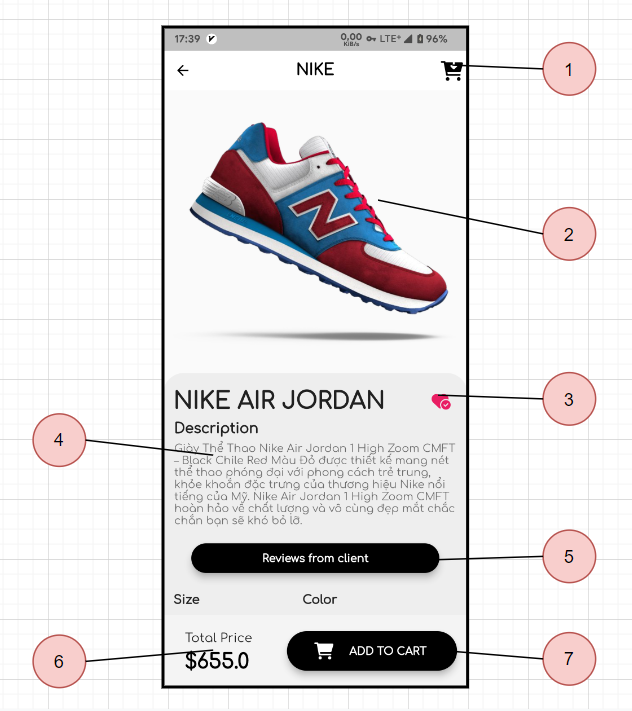 17:39 0,00 KiB/s LTE+ 96%
NIKE
1
N
2
NIKE AIR JORDAN
3
Description
4
Giày Thể Thao Nike Air Jordan 1 High Zoom CMFT
– Black Chile Red Màu Đỏ được thiết kế mang nét
thể thao phóng đại với phong cách trẻ trung,
khỏe khoắn đặc trưng của thương hiệu Nike nổi
tiếng của Mỹ. Nike Air Jordan 1 High Zoom CMFT
hoàn hảo về chất lượng và vô cùng đẹp mắt chắc
chắn bạn sẽ khó bỏ lỡ.
Reviews from client
5
Size Color
Total Price
6
$655.0
ADD TO CART
7